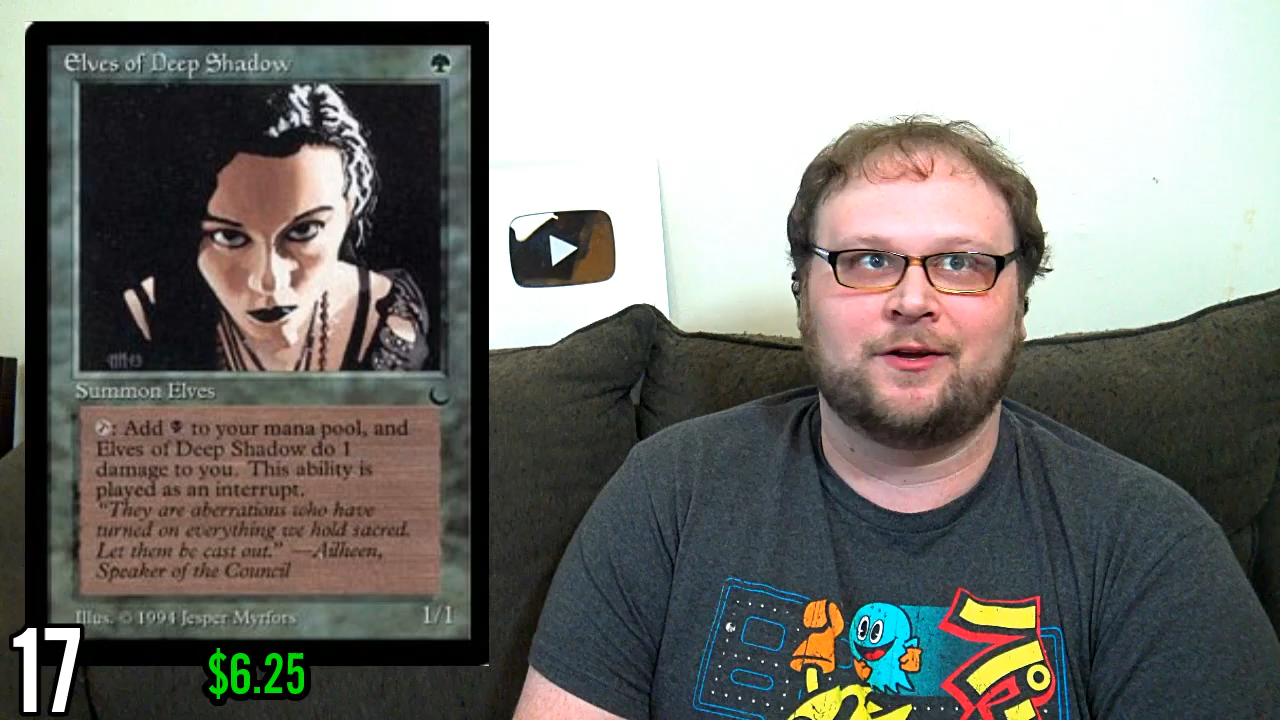 Elves of Deep Shadow
Summon Elves
: Add to your mana pool, and
Elves of Deep Shadow do 1
damage to you. This ability is
played as an interrupt.
"They are aberrations who have
turned on everything we hold sacred.
Let them be cast out." —Ailheen,
Speaker of the Council
Illus. © 1994 Jesper Myrfors
1/1
17
$6.25